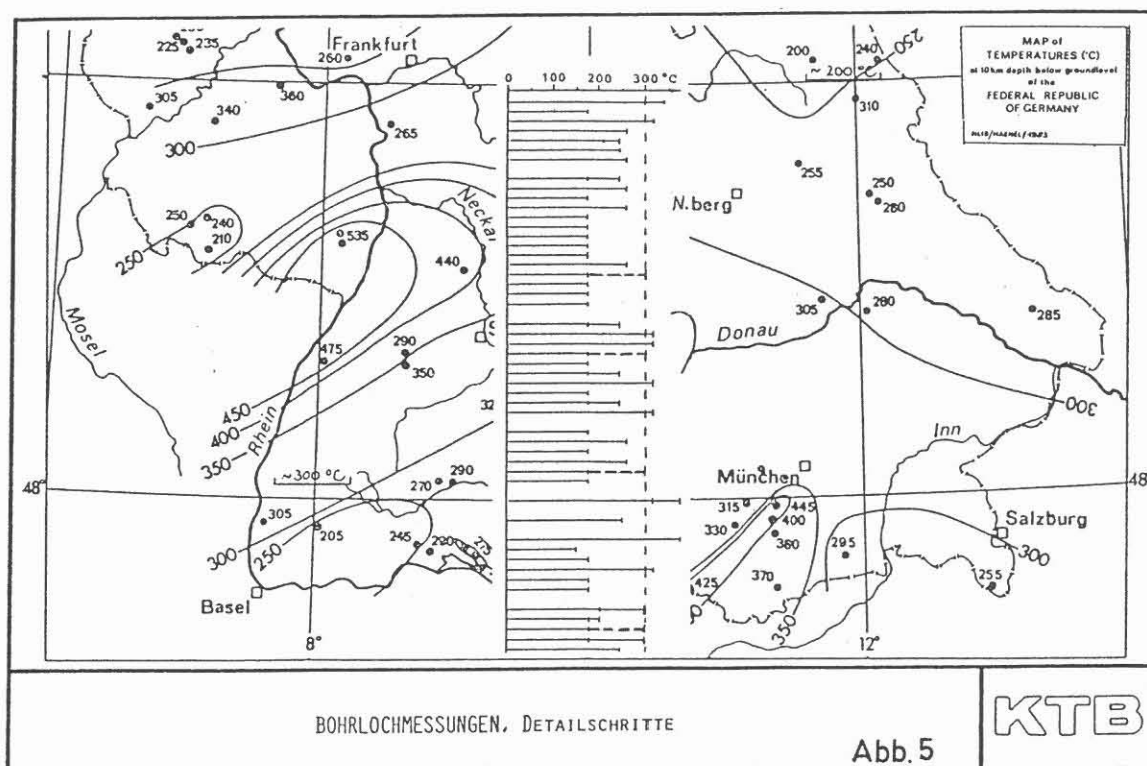 225
235
Frankfurt
260
305
360
340
265
300
Neckar
250
240
210
250
535
440
Mosel
475
290
350
450
400
350
Rhein
48°
~300 °C
270
290
305
205
245
220
275
300
250
Basel
8°
0 100 200 300 °C
200
240
250
~200 °C
310
255
250
280
N.berg
305
280
285
Donau
300
Inn
München
48
315
445
400
330
360
425
370
295
350
Salzburg
300
255
12°
MAP of
TEMPERATURES (°C)
at 10km depth below groundlevel
of the
FEDERAL REPUBLIC
OF GERMANY
BOHRLOCHMESSUNGEN, DETAILSCHRITTE
Abb. 5
KTB